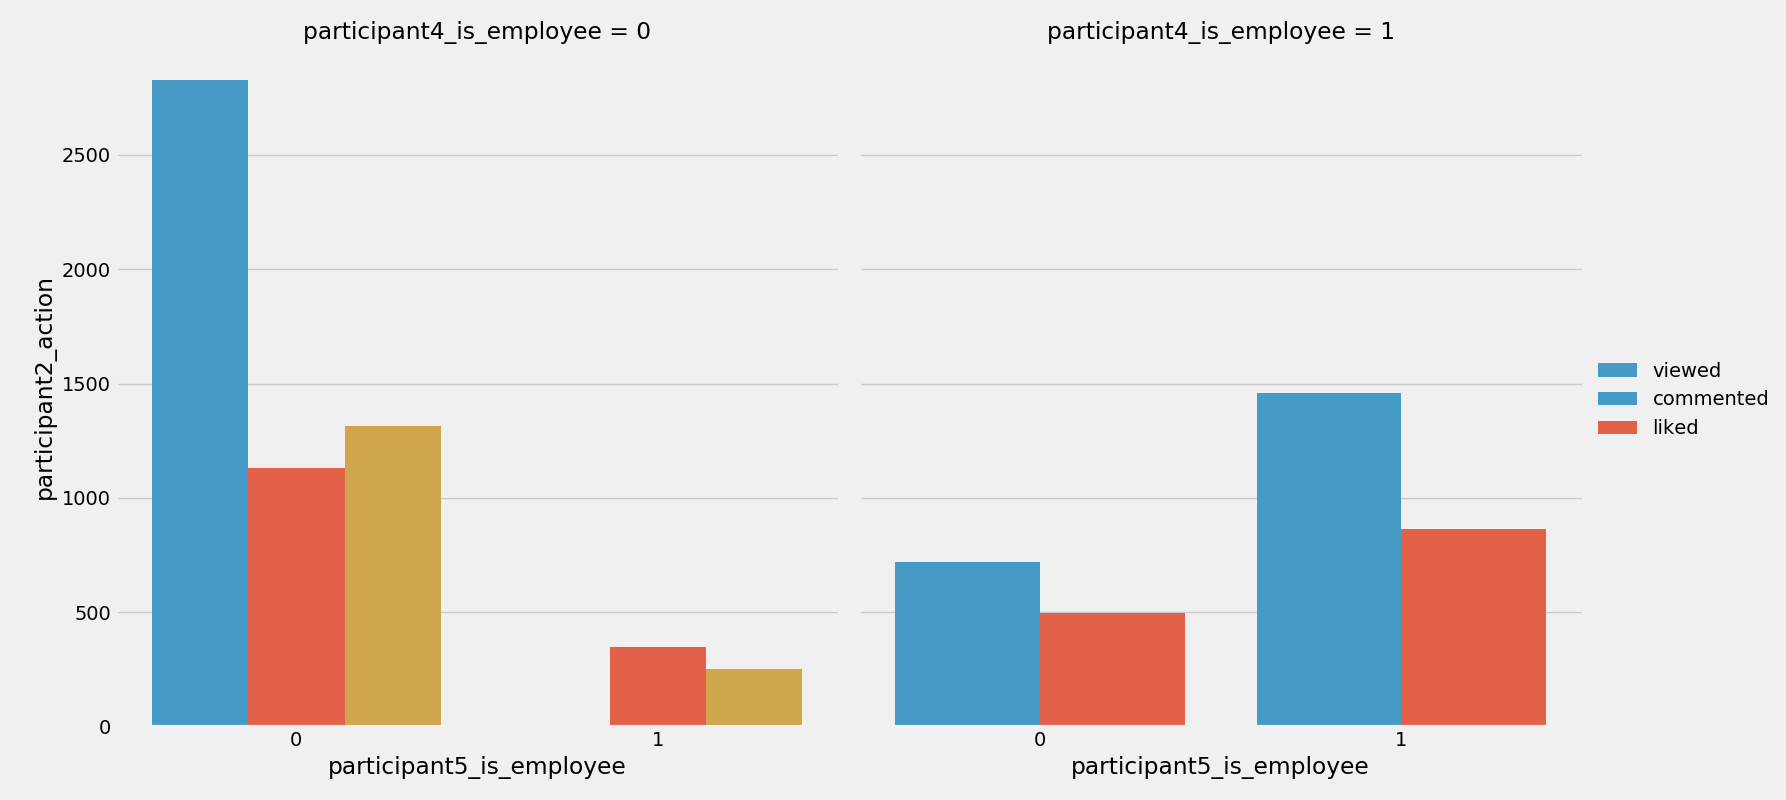 participant4_is_employee = 0
participant4_is_employee = 1
participant2_action
2500
2000
1500
1000
500
0
0
1
0
1
participant5_is_employee
participant5_is_employee
viewed
commented
liked